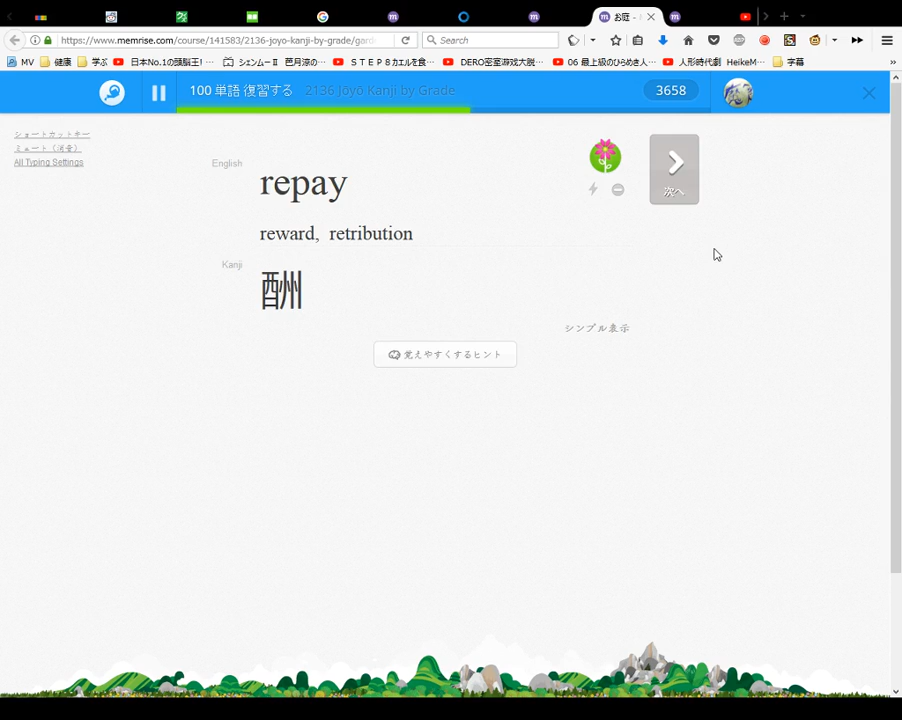 お庭 -
https://www.memrise.com/course/141583/2136-joyo-kanji-by-grade/gard
Search
MV
健康
学ぶ
日本No.1の頭脳王!…
シェンムーII 芭月涼の…
STEP8カエルを食…
DERO密室游戏大脱…
06 最上級のひらめき人…
人形時代劇 HeikeM…
字幕
100 単語 復習する 2136 Jōyō Kanji by Grade
3658
ショートカットキー
ミュート(消音)
All Typing Settings
English
repay
次へ
reward, retribution
Kanji
酬
シンプル表示
覚えやすくするヒント